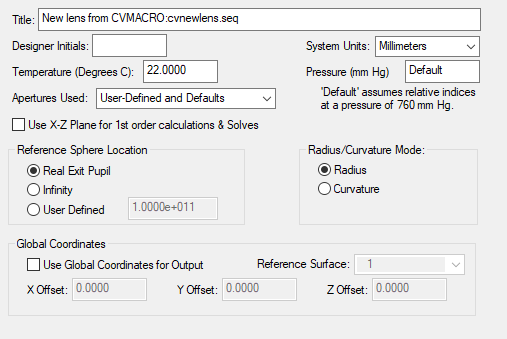 Title: New lens from CVMACRO:cvnewlens.seq
Designer Initials: System Units: Millimeters
Temperature (Degrees C): 22.0000 Pressure (mm Hg) Default
Apertures Used: User-Defined and Defaults 'Default' assumes relative indices
at a pressure of 760 mm Hg.
Use X-Z Plane for 1st order calculations & Solves
Reference Sphere Location Radius/Curvature Mode:
Real Exit Pupil Radius
Infinity Curvature
User Defined 1.0000e+011
Global Coordinates
Use Global Coordinates for Output Reference Surface: 1
X Offset: 0.0000 Y Offset: 0.0000 Z Offset: 0.0000